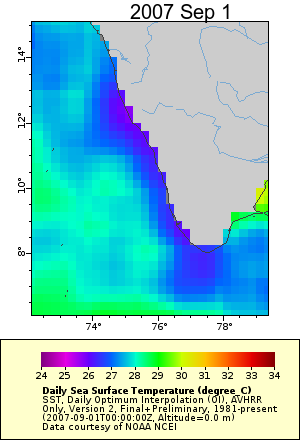 2007 Sep 1
14°
12°
10°
8°
74°
76°
78°
24 25 26 27 28 29 30 31 32 33 34
Daily Sea Surface Temperature (degree_C)
SST, Daily Optimum Interpolation (OI), AVHRR
Only, Version 2, Final+Preliminary, 1981-present
(2007-09-01T00:00:00Z, Altitude=0.0 m)
Data courtesy of NOAA NCEI